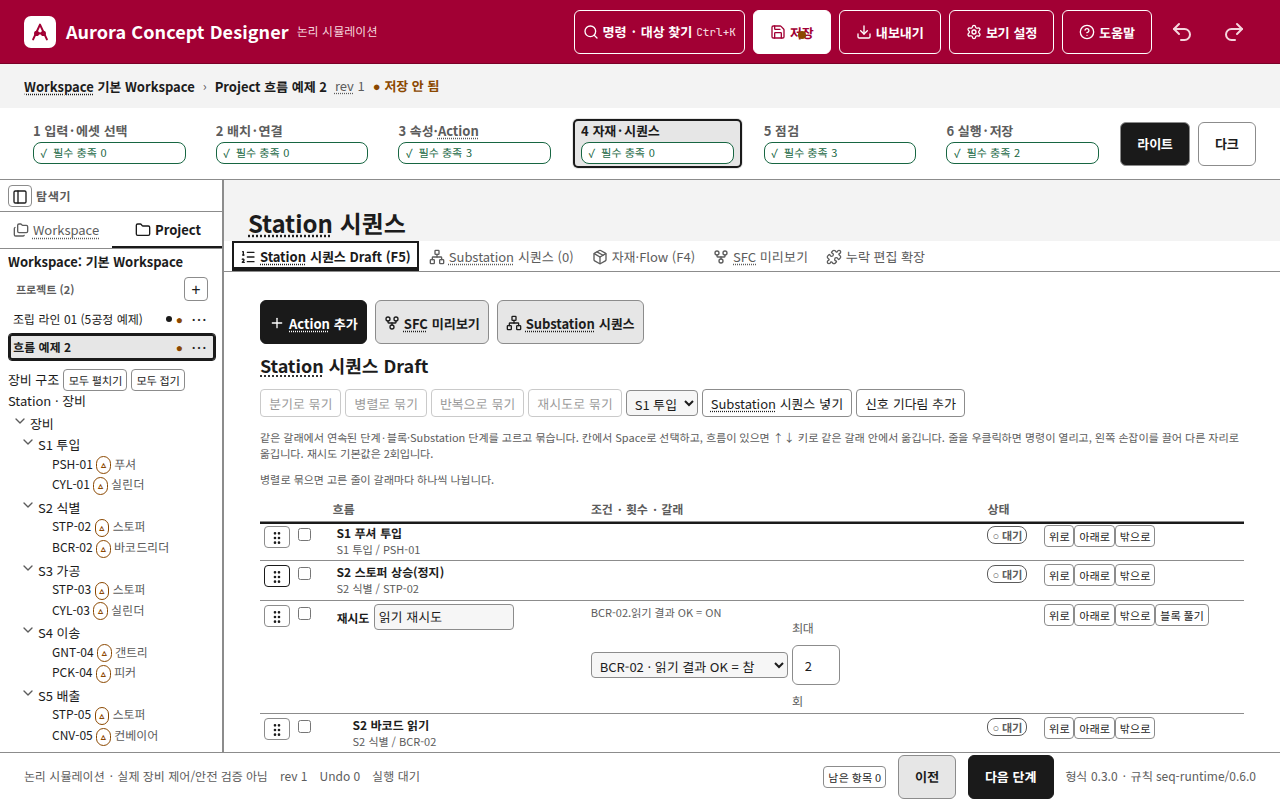 Aurora Concept Designer 논리 시뮬레이션 명령 · 대상 찾기 Ctrl+K 저장 내보내기 보기 설정 도움말
Workspace 기본 Workspace › Project 흐름 예제 2 rev 1 ● 저장 안 됨
1 입력·에셋 선택 2 배치·연결 3 속성·Action 4 자재·시퀀스 5 점검 6 실행·저장 라이트 다크
✓ 필수 충족 0 ✓ 필수 충족 0 ✓ 필수 충족 3 ✓ 필수 충족 0 ✓ 필수 충족 3 ✓ 필수 충족 2
탐색기
Workspace Project
Workspace: 기본 Workspace
프로젝트 (2) +
조립 라인 01 (5공정 예제) ● ● ···
흐름 예제 2 ● ···
장비 구조 모두 펼치기 모두 접기
Station · 장비
장비
S1 투입
PSH-01 푸셔
CYL-01 실린더
S2 식별
STP-02 스토퍼
BCR-02 바코드리더
S3 가공
STP-03 스토퍼
CYL-03 실린더
S4 이송
GNT-04 갠트리
PCK-04 피커
S5 배출
STP-05 스토퍼
CNV-05 컨베이어
Station 시퀀스
Station 시퀀스 Draft (F5) Substation 시퀀스 (0) 자재·Flow (F4) SFC 미리보기 누락 편집 확장
+ Action 추가 SFC 미리보기 Substation 시퀀스
Station 시퀀스 Draft
분기로 묶기 병렬로 묶기 반복으로 묶기 재시도로 묶기 S1 투입 Substation 시퀀스 넣기 신호 기다림 추가
같은 갈래에서 연속된 단계·블록·Substation 단계를 고르고 묶습니다. 칸에서 Space로 선택하고, 흐름이 있으면 ↑↓ 키로 같은 갈래 안에서 옮깁니다. 줄을 우클릭하면 명령이 열리고, 왼쪽 손잡이를 끌어 다른 자리로
옮깁니다. 재시도 기본값은 2회입니다.
병렬로 묶으면 고른 줄이 갈래마다 하나씩 나뉩니다.
흐름 조건 · 횟수 · 갈래 상태
S1 푸셔 투입 ○ 대기 위로 아래로 밖으로
S1 투입 / PSH-01
S2 스토퍼 상승(정지) ○ 대기 위로 아래로 밖으로
S2 식별 / STP-02
재시도 읽기 재시도 BCR-02.읽기 결과 OK = ON 위로 아래로 밖으로 블록 풀기
최대
BCR-02 · 읽기 결과 OK = 참 2
회
S2 바코드 읽기 ○ 대기 위로 아래로 밖으로
S2 식별 / BCR-02
논리 시뮬레이션 · 실제 장비 제어/안전 검증 아님 rev 1 Undo 0 실행 대기 남은 항목 0 이전 다음 단계 형식 0.3.0 · 규칙 seq-runtime/0.6.0